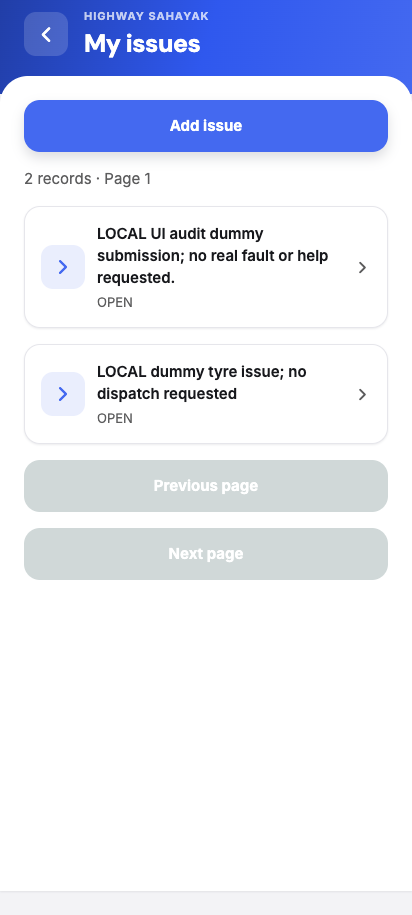 HIGHWAY SAHAYAK
My issues
Add issue
2 records · Page 1
LOCAL UI audit dummy
submission; no real fault or help
requested.
OPEN
LOCAL dummy tyre issue; no
dispatch requested
OPEN
Previous page
Next page